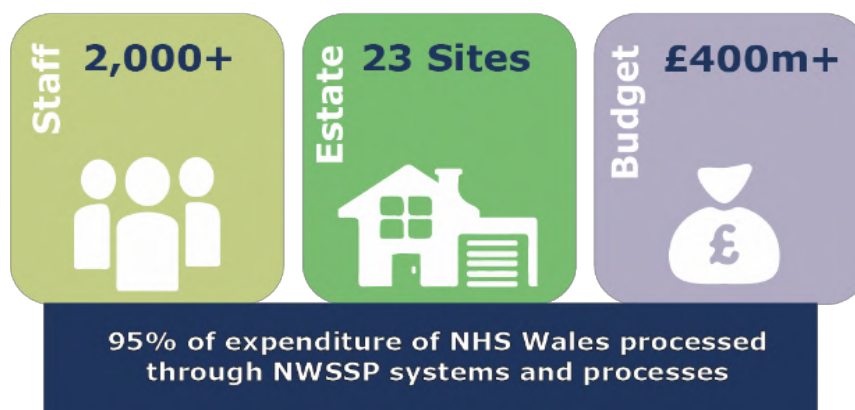 Staff
2,000+
Estate
23 Sites
Budget
£400m+
£
95% of expenditure of NHS Wales processed
through NWSSP systems and processes